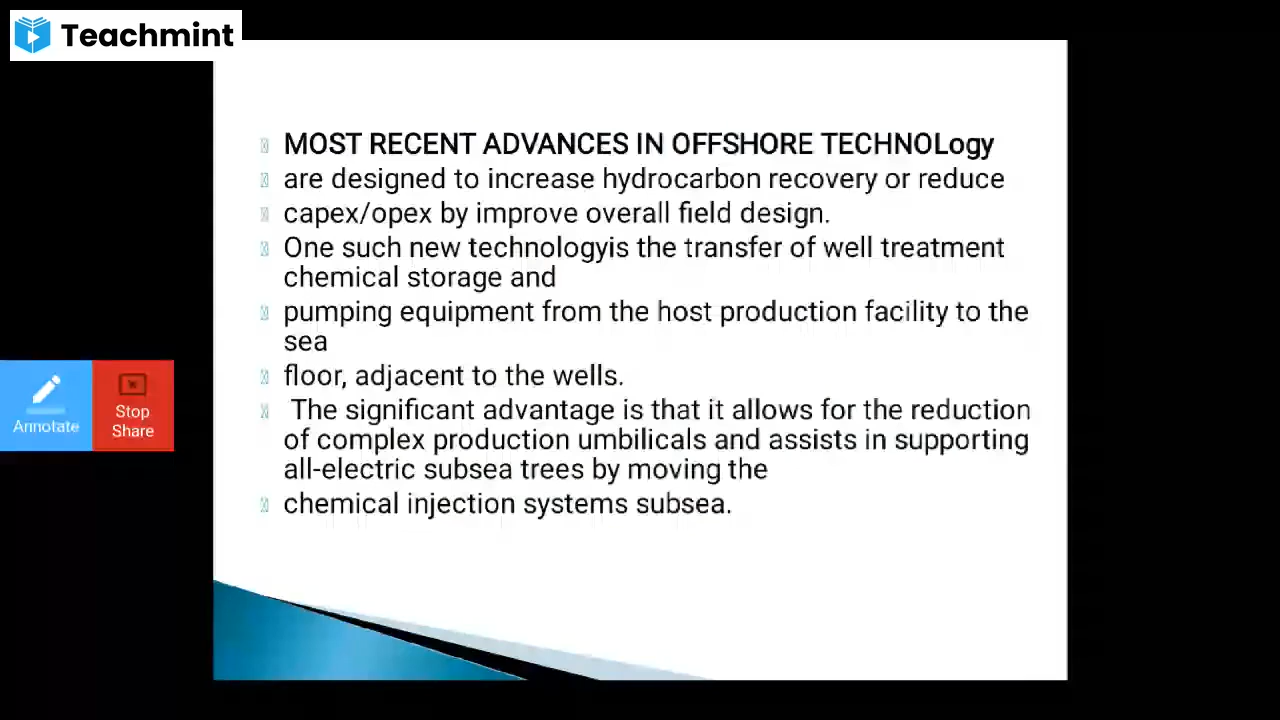 Teachmint
MOST RECENT ADVANCES IN OFFSHORE TECHNOLogy
are designed to increase hydrocarbon recovery or reduce
capex/opex by improve overall field design.
One such new technologyis the transfer of well treatment
chemical storage and
pumping equipment from the host production facility to the
sea
floor, adjacent to the wells.
The significant advantage is that it allows for the reduction
of complex production umbilicals and assists in supporting
all-electric subsea trees by moving the
chemical injection systems subsea.
Annotate
Stop
Share